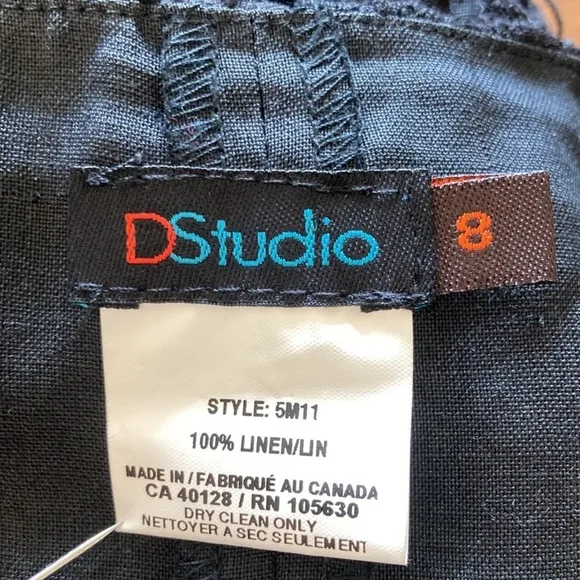 DStudio
8
STYLE: 5M11
100% LINEN/LIN
MADE IN / FABRIQUÉ AU CANADA
CA 40128 / RN 105630
DRY CLEAN ONLY
NETTOYER A SEC SEULEMENT